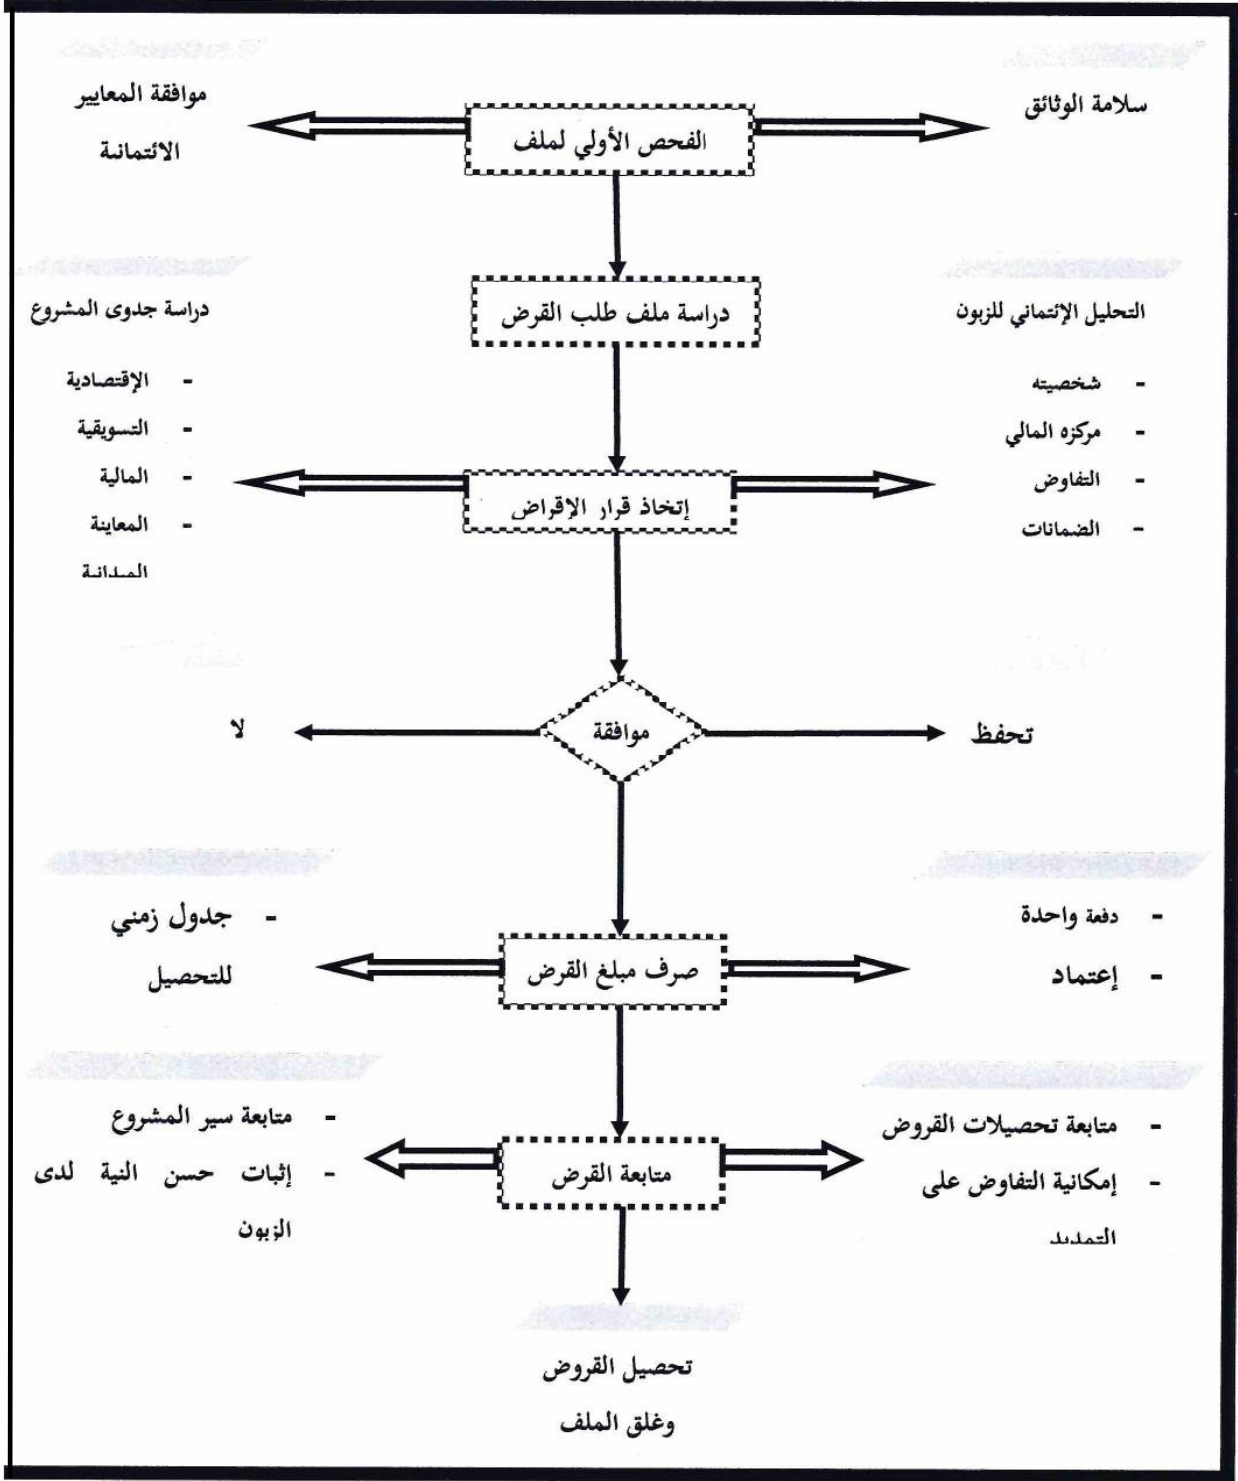 سلامة الوثائق
الفحص الأولي لملف
موافقة المعايير
الائتمانية
دراسة ملف طلب القرض
التحليل الإئتماني للزبون
- شخصيته
- مركزه المالي
- التفاوض
- الضمانات
دراسة جدوى المشروع
- الإقتصادية
- التسويقية
- المالية
- المعاينة
الميدانية
إتخاذ قرار الإقراض
تحفظ
موافقة
لا
- دفعة واحدة
- إعتماد
صرف مبلغ القرض
- جدول زمني
للتحصيل
- متابعة تحصيلات القروض
- إمكانية التفاوض على
التمديد
متابعة القرض
- متابعة سير المشروع
- إثبات حسن النية لدى
الزبون
تحصيل القروض
وغلق الملف